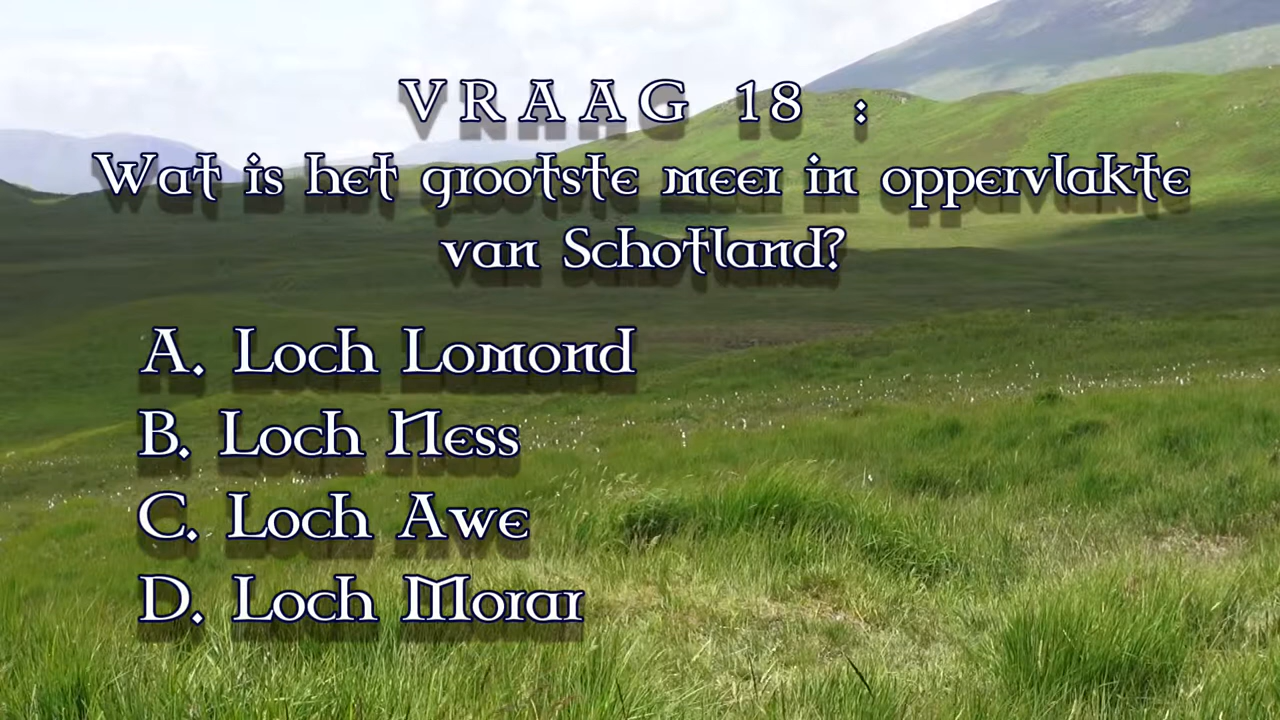 VRAAG 18 :
Wat is het grootste meer in oppervlakte
van Schotland?
A. Loch Lomond
B. Loch Ness
C. Loch Awe
D. Loch Morar